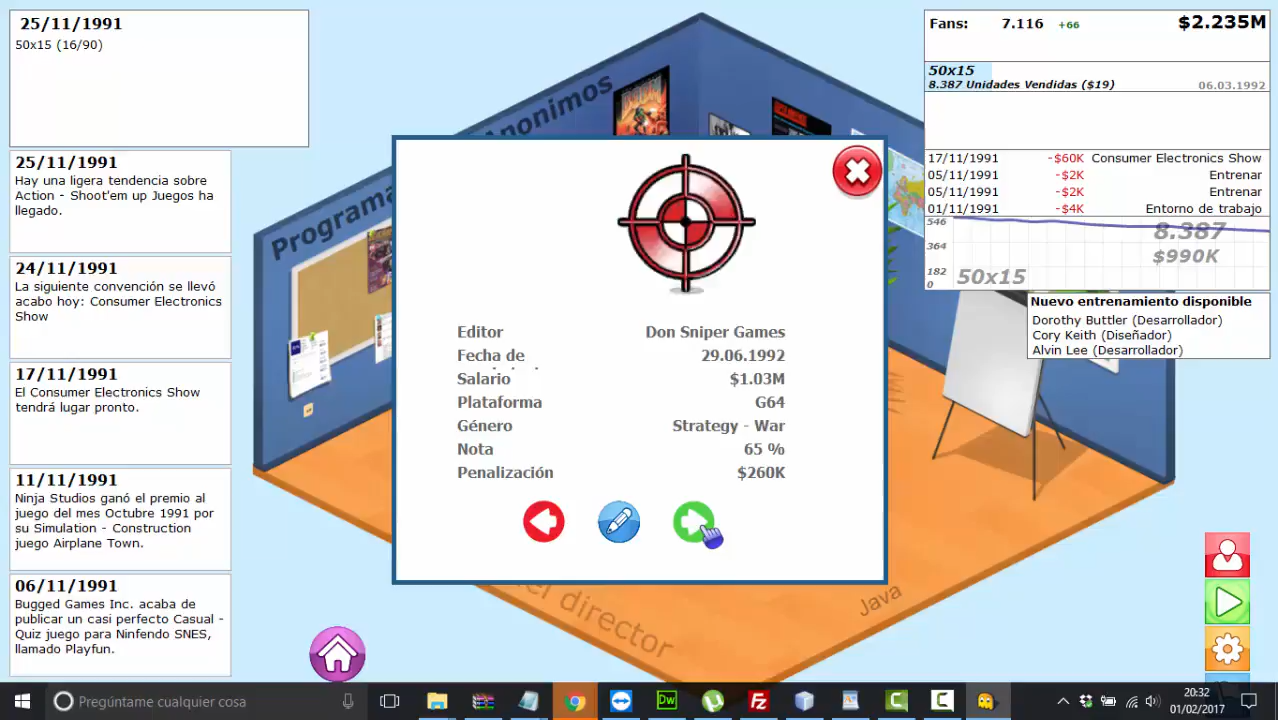 25/11/1991
50x15 (16/90)
25/11/1991
Hay una ligera tendencia sobre
Action - Shoot'em up Juegos ha
llegado.
24/11/1991
La siguiente convención se llevó
acabo hoy: Consumer Electronics
Show
17/11/1991
El Consumer Electronics Show
tendrá lugar pronto.
11/11/1991
Ninja Studios ganó el premio al
juego del mes Octubre 1991 por
su Simulation - Construction
juego Airplane Town.
06/11/1991
Bugged Games Inc. acaba de
publicar un casi perfecto Casual -
Quiz juego para Ninfendo SNES,
llamado Playfun.
Anonimos
Programa
DOOM
Editor Don Sniper Games
Fecha de 29.06.1992
Salario $1.03M
Plataforma G64
Género Strategy - War
Nota 65 %
Penalización $260K
director
Java
Fans: 7.116 +66 $2.235M
50x15
8.387 Unidades Vendidas ($19) 06.03.1992
17/11/1991 -$60K Consumer Electronics Show
05/11/1991 -$2K Entrenar
05/11/1991 -$2K Entrenar
01/11/1991 -$4K Entorno de trabajo
546
364
182
0
8.387
$990K
50x15
Nuevo entrenamiento disponible
Dorothy Buttler (Desarrollador)
Cory Keith (Diseñador)
Alvin Lee (Desarrollador)
Pregúntame cualquier cosa
Dw
Fz
20:32
01/02/2017